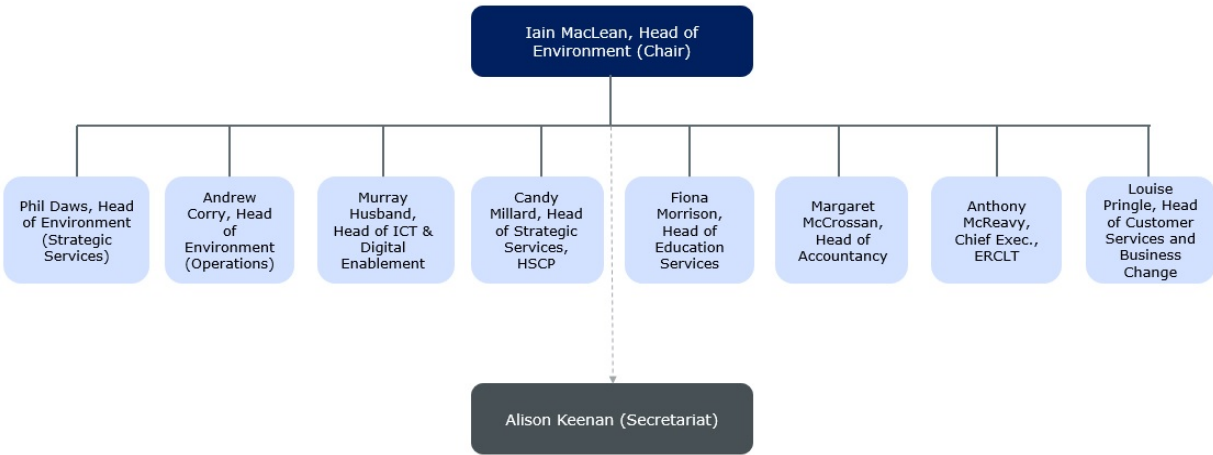 Iain MacLean, Head of
Environment (Chair)
Phil Daws, Head
of Environment
(Strategic
Services)
Andrew
Corry, Head
of
Environment
(Operations)
Murray
Husband,
Head of ICT &
Digital
Enablement
Candy
Millard, Head
of Strategic
Services,
HSCP
Fiona
Morrison,
Head of
Education
Services
Margaret
McCrossan,
Head of
Accountancy
Anthony
McReavy,
Chief Exec.,
ERCLT
Louise
Pringle, Head
of Customer
Services and
Business
Change
Alison Keenan (Secretariat)